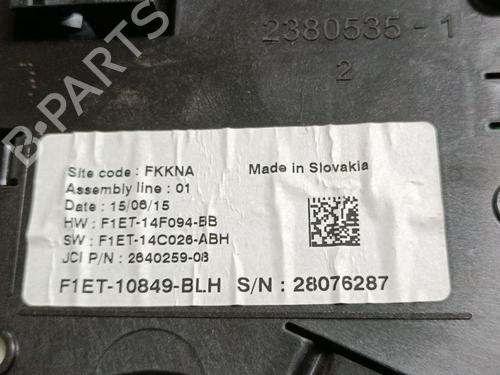 2380535-1
2
B-PARTS
Site code : FKKNA
Made in Slovakia
Assembly line : 01
Date : 15/06/15
HW : F1ET-14F094-BB
SW : F1ET-14C026-ABH
JCI P/N : 2640259-08
F1ET-10849-BLH S/N : 28076287